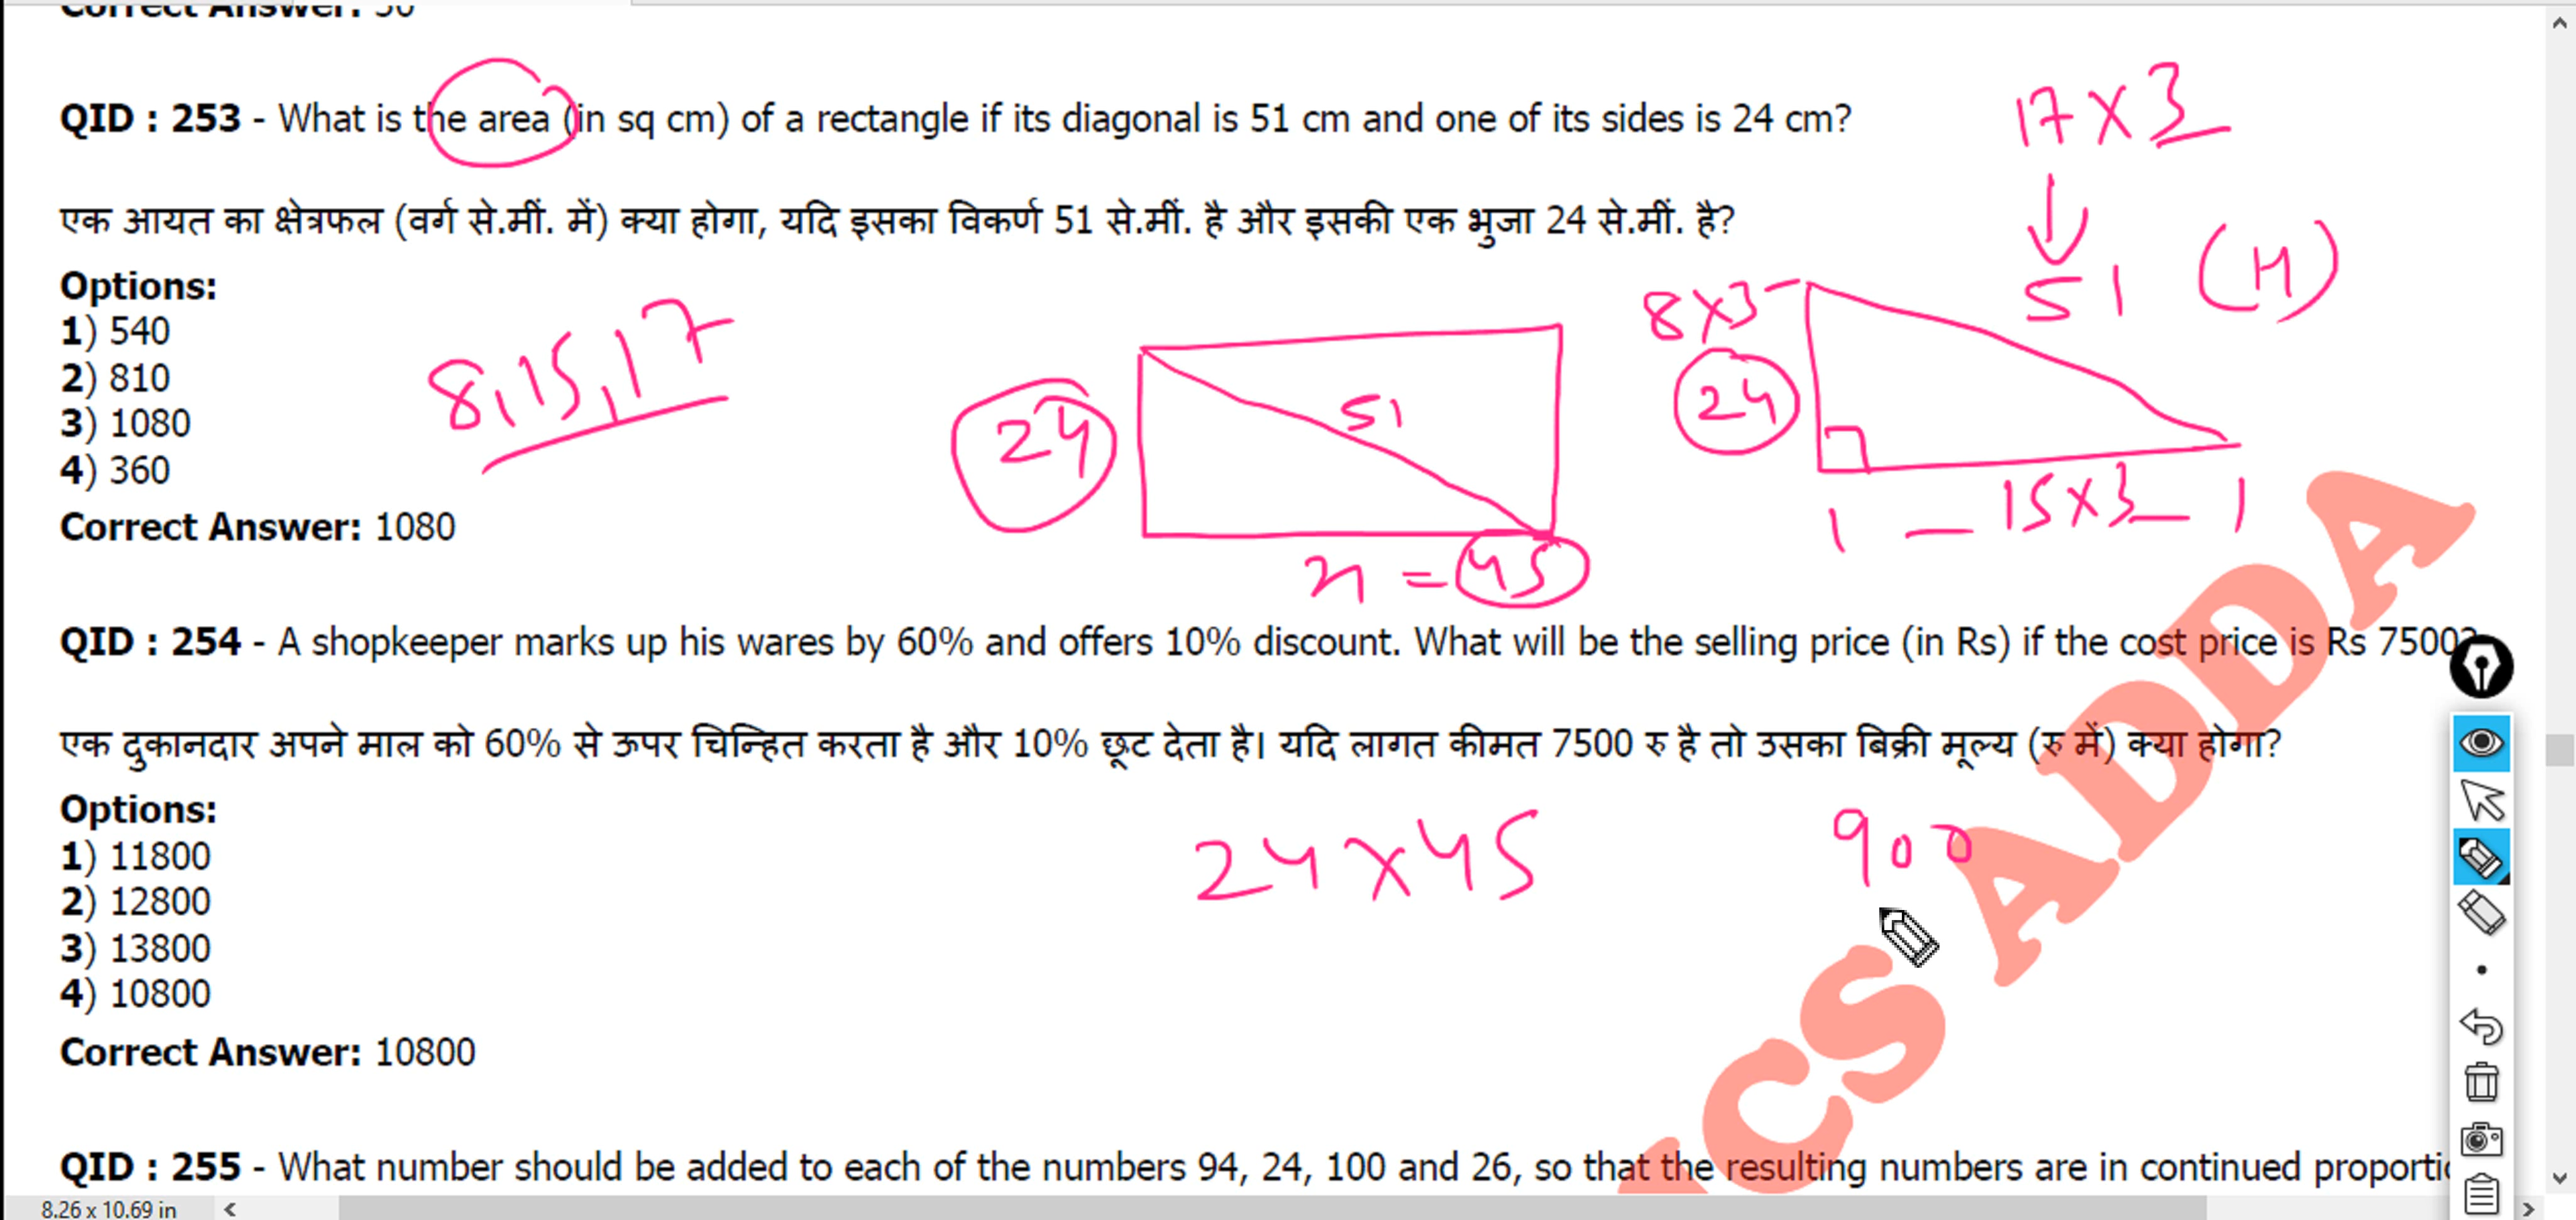 Correct Answer: 30
QID : 253 - What is the area (in sq cm) of a rectangle if its diagonal is 51 cm and one of its sides is 24 cm?
17 X 3
एक आयत का क्षेत्रफल (वर्ग से.मीं. में) क्या होगा, यदि इसका विकर्ण 51 से.मीं. है और इसकी एक भुजा 24 से.मीं. है?
51 (H)
Options:
1) 540
2) 810
3) 1080
4) 360
8,15,17
24
51
x = 45
8X3
24
15X3
Correct Answer: 1080
QID : 254 - A shopkeeper marks up his wares by 60% and offers 10% discount. What will be the selling price (in Rs) if the cost price is Rs 7500?
एक दुकानदार अपने माल को 60% से ऊपर चिन्हित करता है और 10% छूट देता है। यदि लागत कीमत 7500 रु है तो उसका बिक्री मूल्य (रु में) क्या होगा?
Options:
1) 11800
2) 12800
3) 13800
4) 10800
24 X 45
900
Correct Answer: 10800
QID : 255 - What number should be added to each of the numbers 94, 24, 100 and 26, so that the resulting numbers are in continued
CS ADDA
8.26 x 10.69 in